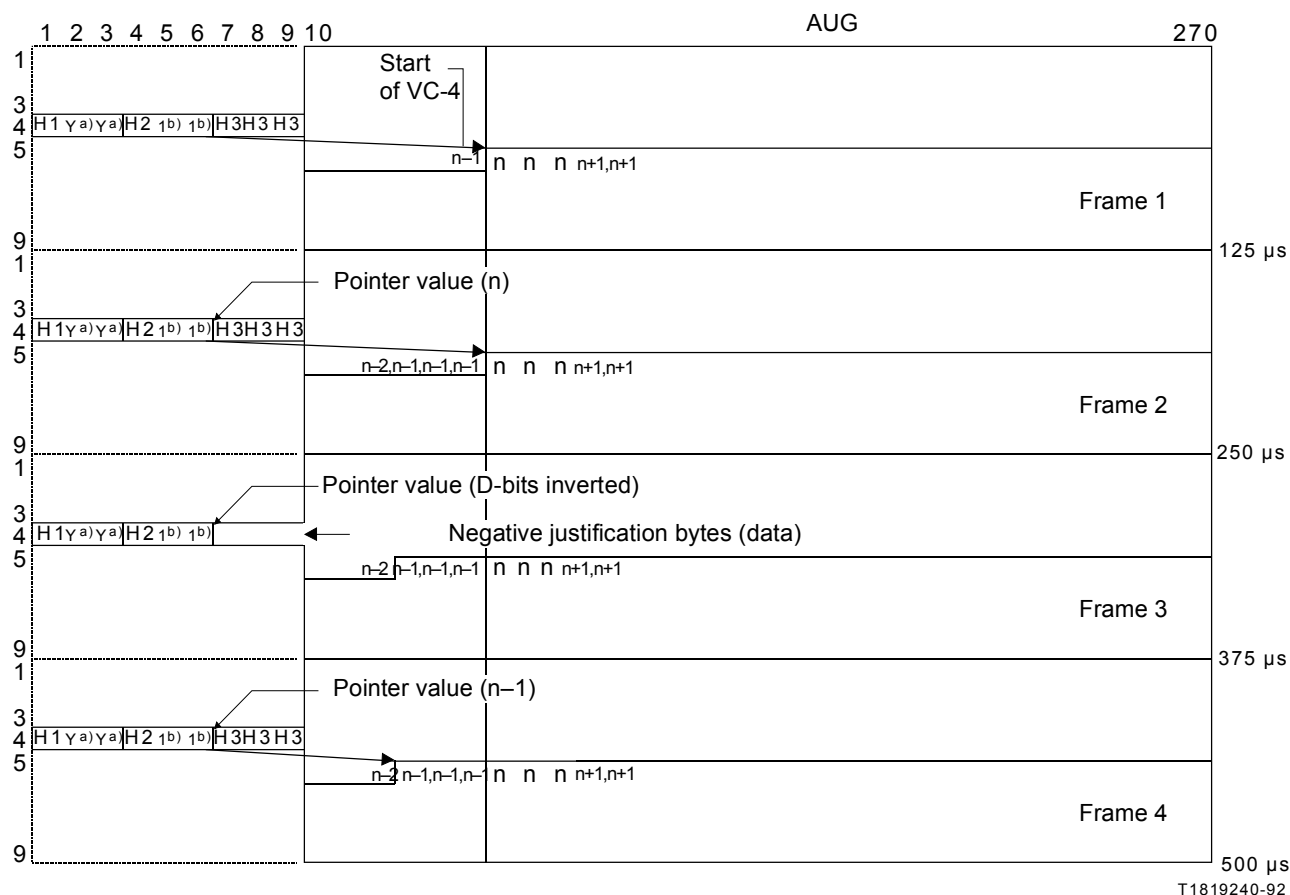 AUG
1 2 3 4 5 6 7 8 9 10 270
1
Start
of VC-4
3
4 H1 Y a) Y a) H2 1 b) 1 b) H3 H3 H3
5
n–1 n n n n+1,n+1
Frame 1
9
125 µs
1
Pointer value (n)
3
4 H1 Y a) Y a) H2 1 b) 1 b) H3 H3 H3
5
n–2,n–1,n–1,n–1 n n n n+1,n+1
Frame 2
9
250 µs
1
Pointer value (D-bits inverted)
3
4 H1 Y a) Y a) H2 1 b) 1 b)
Negative justification bytes (data)
5
n–2 n–1,n–1,n–1 n n n n+1,n+1
Frame 3
9
375 µs
1
Pointer value (n–1)
3
4 H1 Y a) Y a) H2 1 b) 1 b) H3 H3 H3
5
n–2 n–1,n–1,n–1 n n n n+1,n+1
Frame 4
9
500 µs
T1819240-92